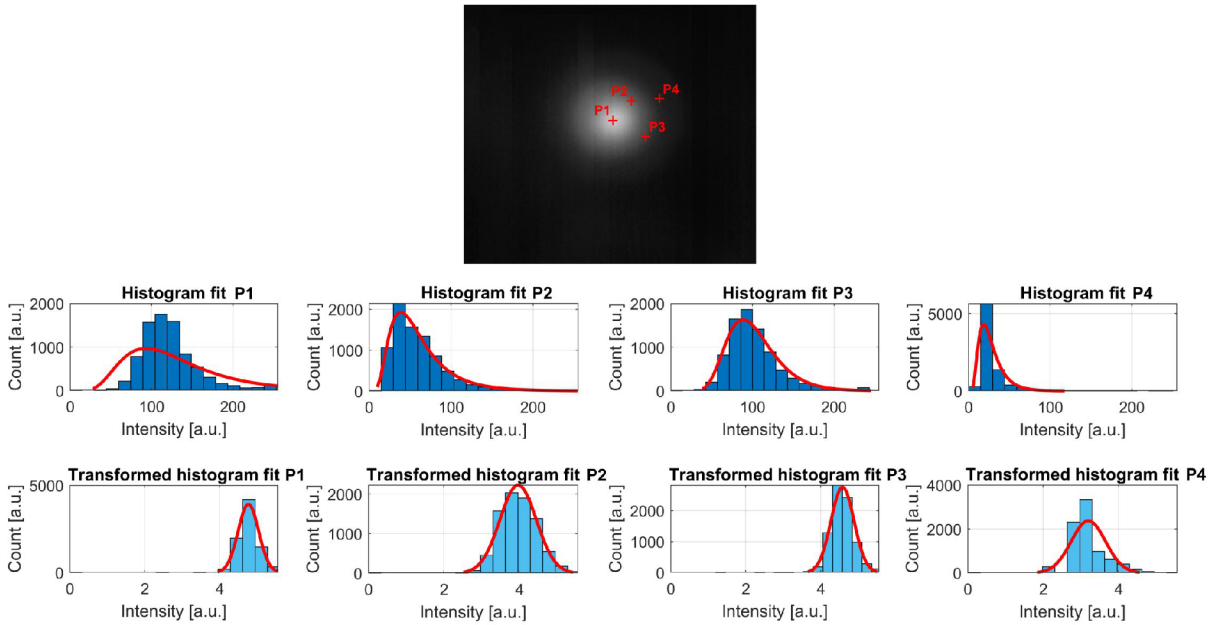 P2
P4
P1
P3
Histogram fit P1
Histogram fit P2
Histogram fit P3
Histogram fit P4
Count [a.u.]
2000
1000
0
0
100
200
Intensity [a.u.]
Count [a.u.]
2000
1000
0
0
100
200
Intensity [a.u.]
Count [a.u.]
2000
1000
0
0
100
200
Intensity [a.u.]
Count [a.u.]
5000
0
0
100
200
Intensity [a.u.]
Transformed histogram fit P1
Transformed histogram fit P2
Transformed histogram fit P3
Transformed histogram fit P4
Count [a.u.]
5000
0
0
2
4
Intensity [a.u.]
Count [a.u.]
2000
1000
0
0
2
4
Intensity [a.u.]
Count [a.u.]
2000
1000
0
0
2
4
Intensity [a.u.]
Count [a.u.]
4000
2000
0
0
2
4
Intensity [a.u.]